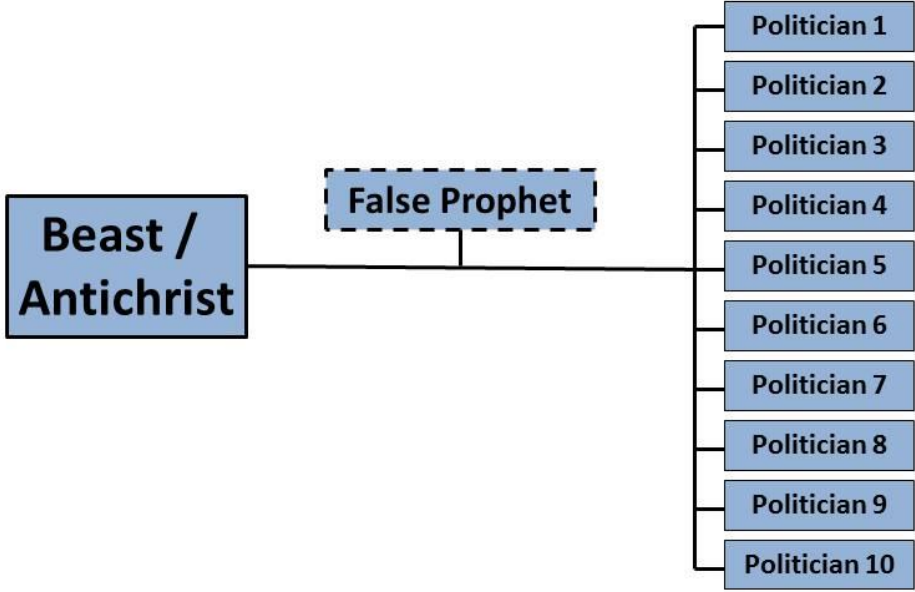 Beast /
Antichrist
False Prophet
Politician 1
Politician 2
Politician 3
Politician 4
Politician 5
Politician 6
Politician 7
Politician 8
Politician 9
Politician 10